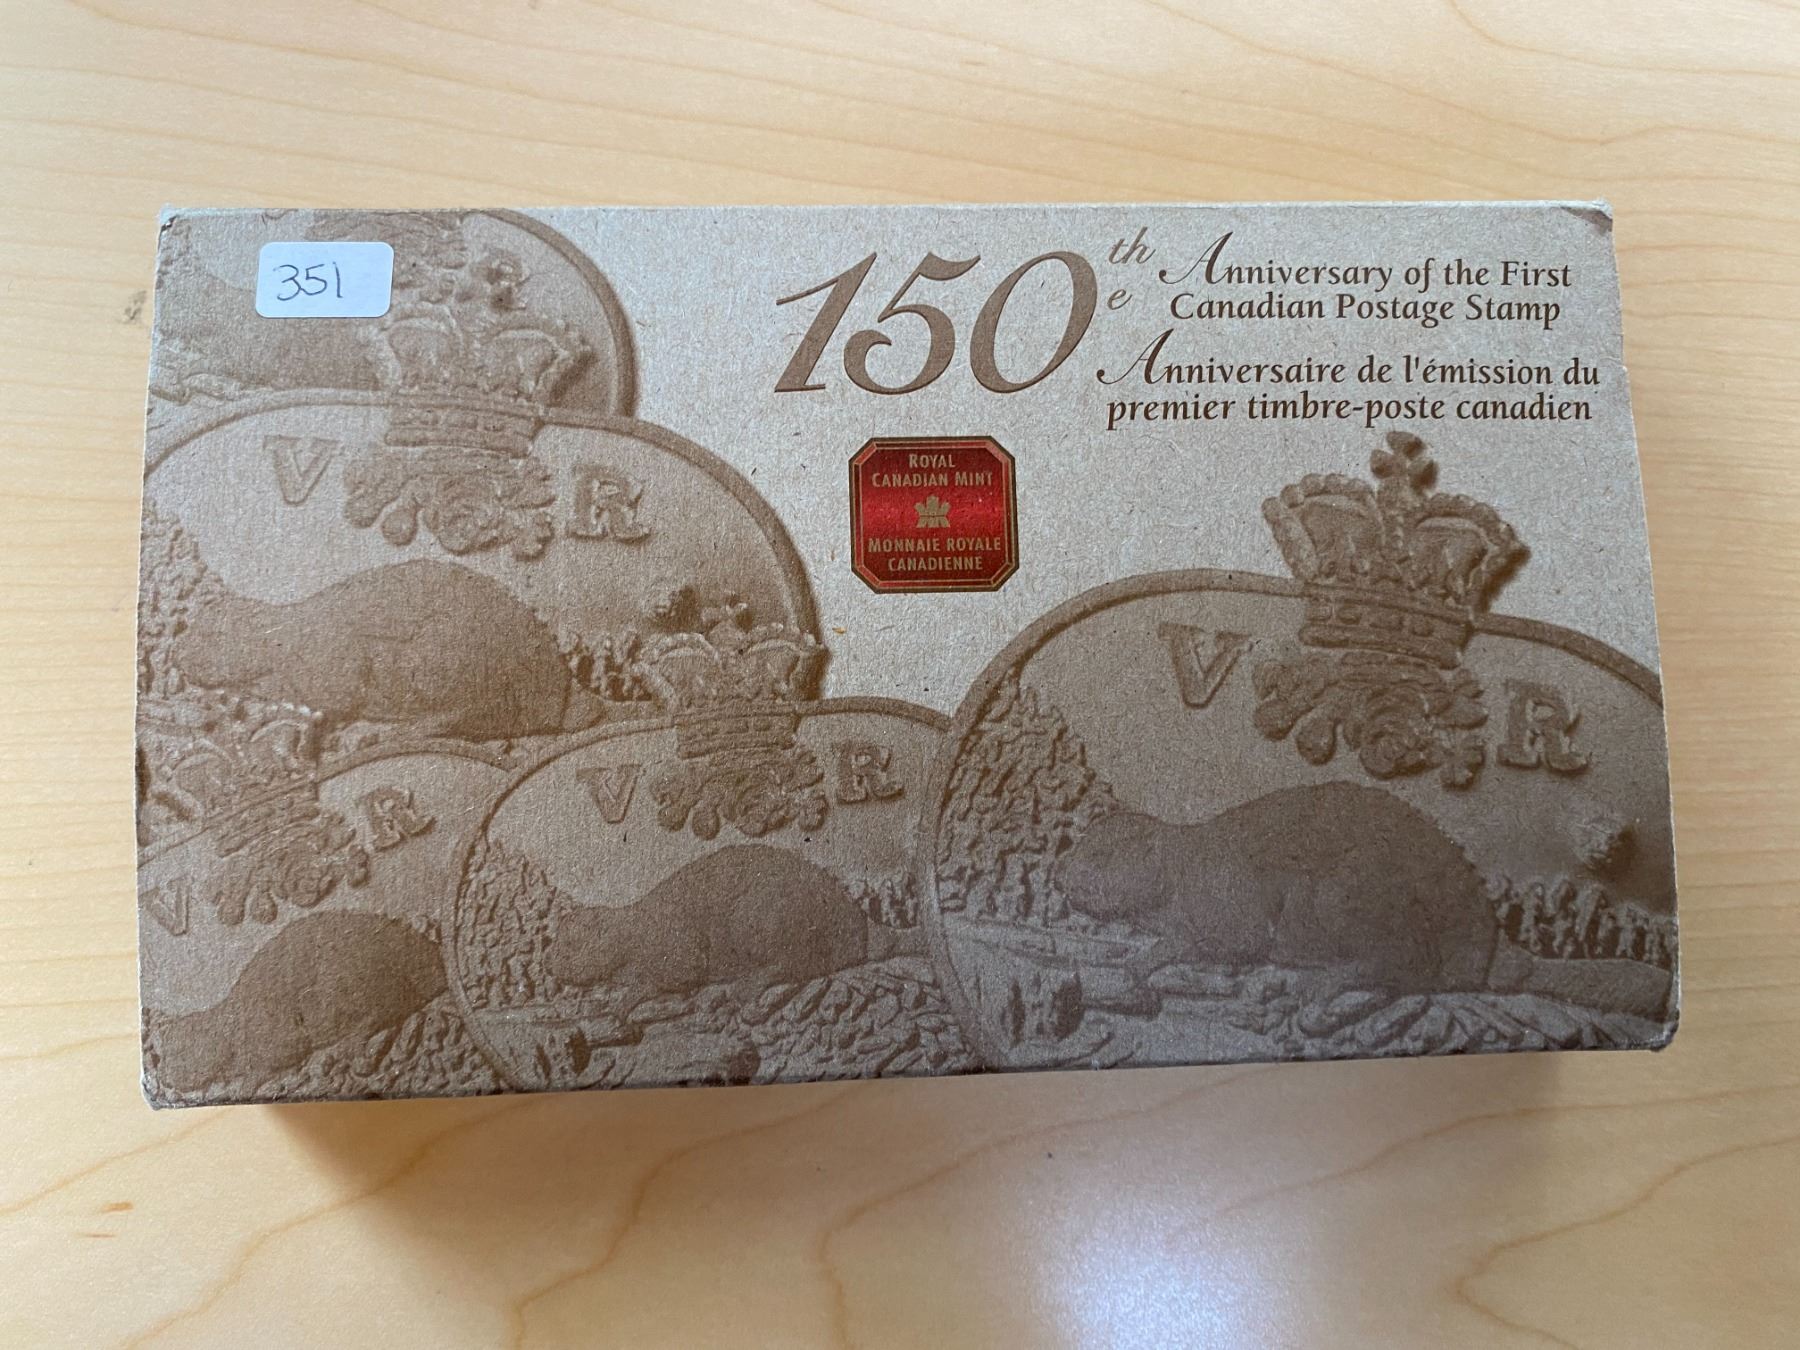 351
150th
e
Anniversary of the First
Canadian Postage Stamp
Anniversaire de l'émission du
premier timbre-poste canadien
ROYAL
CANADIAN MINT
MONNAIE ROYALE
CANADIENNE
V R
V R
V R
V R